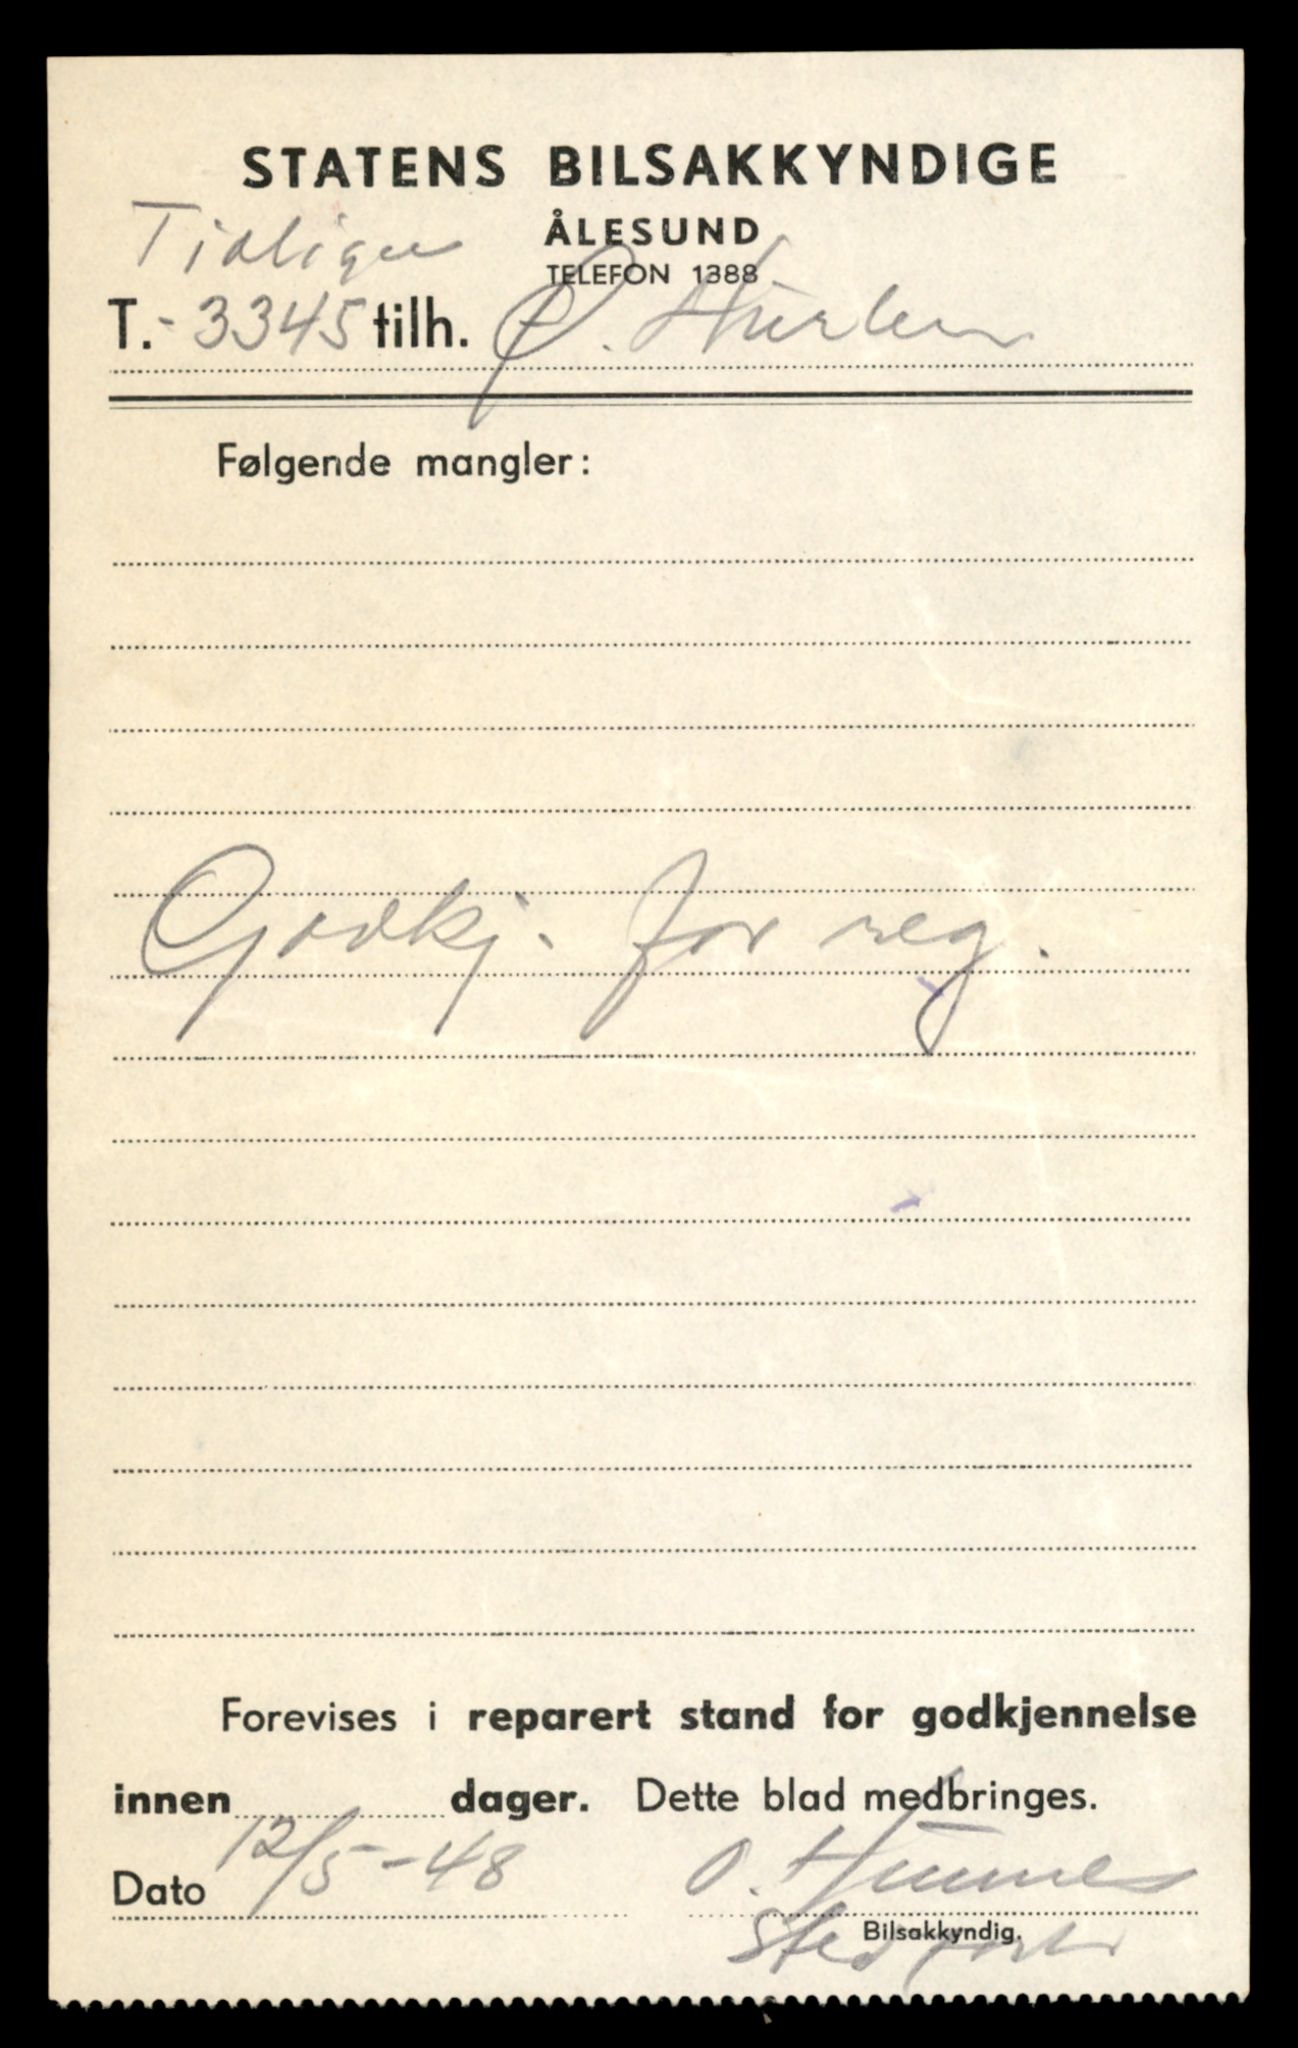 STATENS BILSAKKYNDIGE
ÅLESUND
TELEFON 1388
Tidliger
T.-3345 tilh. Ø.
Følgende mangler:
Godkj. for reg.
Forevises i reparert stand for godkjennelse
innen dager. Dette blad medbringes.
Dato 12/5-48 O.
Bilsakkyndig.